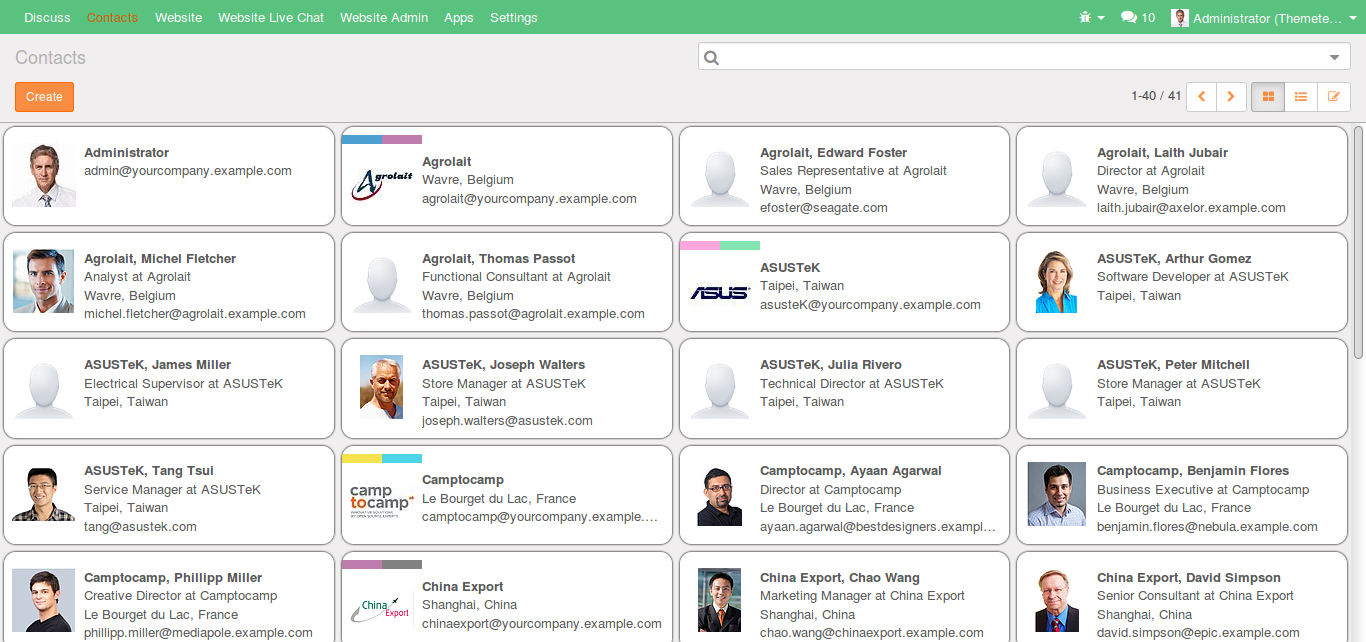 Discuss Contacts Website Website Live Chat Website Admin Apps Settings 10 Administrator (Themete...
Contacts
Create
1-40 / 41
Administrator
admin@yourcompany.example.com
Agrolait
Agrolait
Wavre, Belgium
agrolait@yourcompany.example.com
Agrolait, Edward Foster
Sales Representative at Agrolait
Wavre, Belgium
efoster@seagate.com
Agrolait, Laith Jubair
Director at Agrolait
Wavre, Belgium
laith.jubair@axelor.example.com
Agrolait, Michel Fletcher
Analyst at Agrolait
Wavre, Belgium
michel.fletcher@agrolait.example.com
Agrolait, Thomas Passot
Functional Consultant at Agrolait
Wavre, Belgium
thomas.passot@agrolait.example.com
ASUS
ASUSTeK
Taipei, Taiwan
asusteK@yourcompany.example.com
ASUSTeK, Arthur Gomez
Software Developer at ASUSTeK
Taipei, Taiwan
ASUSTeK, James Miller
Electrical Supervisor at ASUSTeK
Taipei, Taiwan
ASUSTeK, Joseph Walters
Store Manager at ASUSTeK
Taipei, Taiwan
joseph.walters@asustek.com
ASUSTeK, Julia Rivero
Technical Director at ASUSTeK
Taipei, Taiwan
ASUSTeK, Peter Mitchell
Store Manager at ASUSTeK
Taipei, Taiwan
ASUSTeK, Tang Tsui
Service Manager at ASUSTeK
Taipei, Taiwan
tang@asustek.com
camp
tocamp
INNOVATIVE SOLUTIONS
BY OPEN SOURCE EXPERTS
Camptocamp
Le Bourget du Lac, France
camptocamp@yourcompany.example....
Camptocamp, Ayaan Agarwal
Director at Camptocamp
Le Bourget du Lac, France
ayaan.agarwal@bestdesigners.exampl...
Camptocamp, Benjamin Flores
Business Executive at Camptocamp
Le Bourget du Lac, France
benjamin.flores@nebula.example.com
Camptocamp, Phillipp Miller
Creative Director at Camptocamp
Le Bourget du Lac, France
phillipp.miller@mediapole.example.com
China
Export
China Export
Shanghai, China
chinaexport@yourcompany.example.com
China Export, Chao Wang
Marketing Manager at China Export
Shanghai, China
chao.wang@chinaexport.example.com
China Export, David Simpson
Senior Consultant at China Export
Shanghai, China
david.simpson@epic.example.com